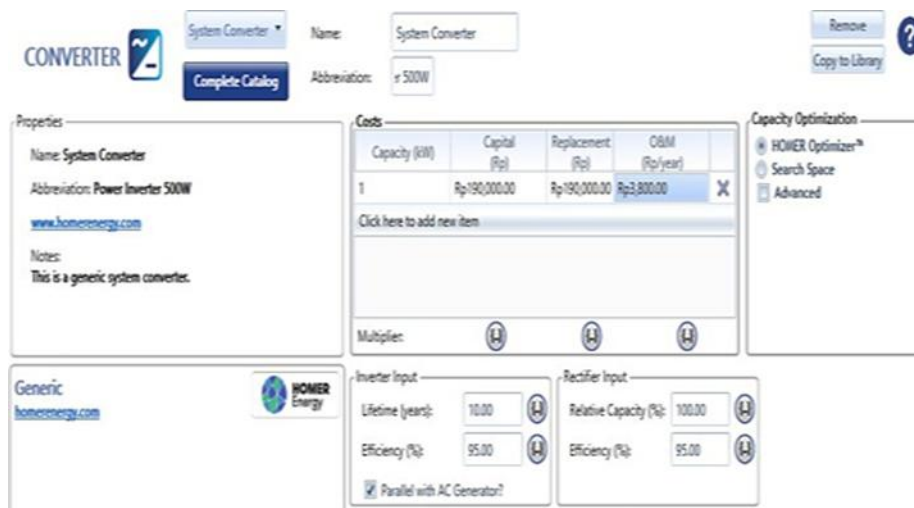 CONVERTER
System Converter
Complete Catalog
Name: System Converter
Abbreviation: r 500W
Remove
Copy to Library
?
Properties
Name: System Converter
Abbreviation: Power Inverter 500W
www.homerenergy.com
Notes:
This is a generic system converter.
Generic
homerenergy.com
HOMER
Energy
Costs
Capacity (kW) Capital (Rp) Replacement (Rp) O&M (Rp/year)
1 Rp190,000.00 Rp190,000.00 Rp3,800.00 X
Click here to add new item
Multiplier:
Inverter Input
Lifetime (years): 10.00
Efficiency (%): 95.00
Parallel with AC Generator?
Rectifier Input
Relative Capacity (%): 100.00
Efficiency (%): 95.00
Capacity Optimization
HOMER Optimizer™
Search Space
Advanced